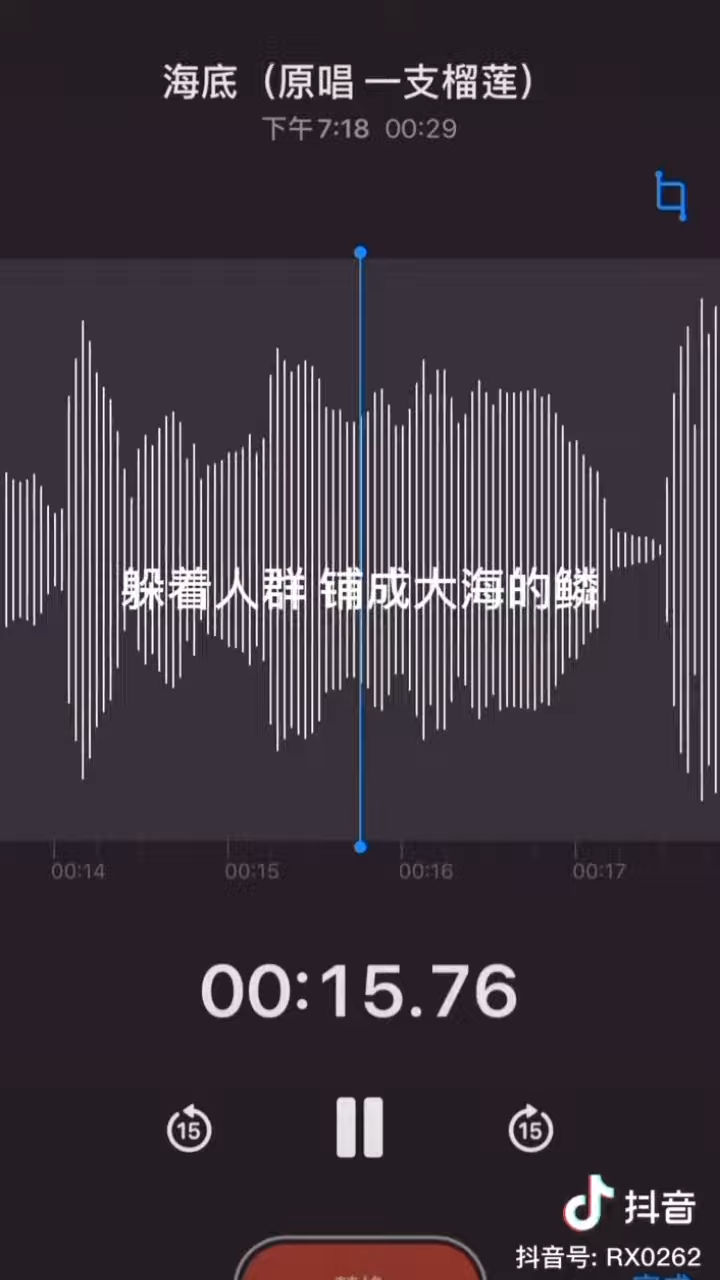 海底（原唱 一支榴莲）
下午7:18 00:29
躲着人群 铺成大海的鳞
00:14 00:15 00:16 00:17
00:15.76
15 15
抖音
抖音号: RX0262